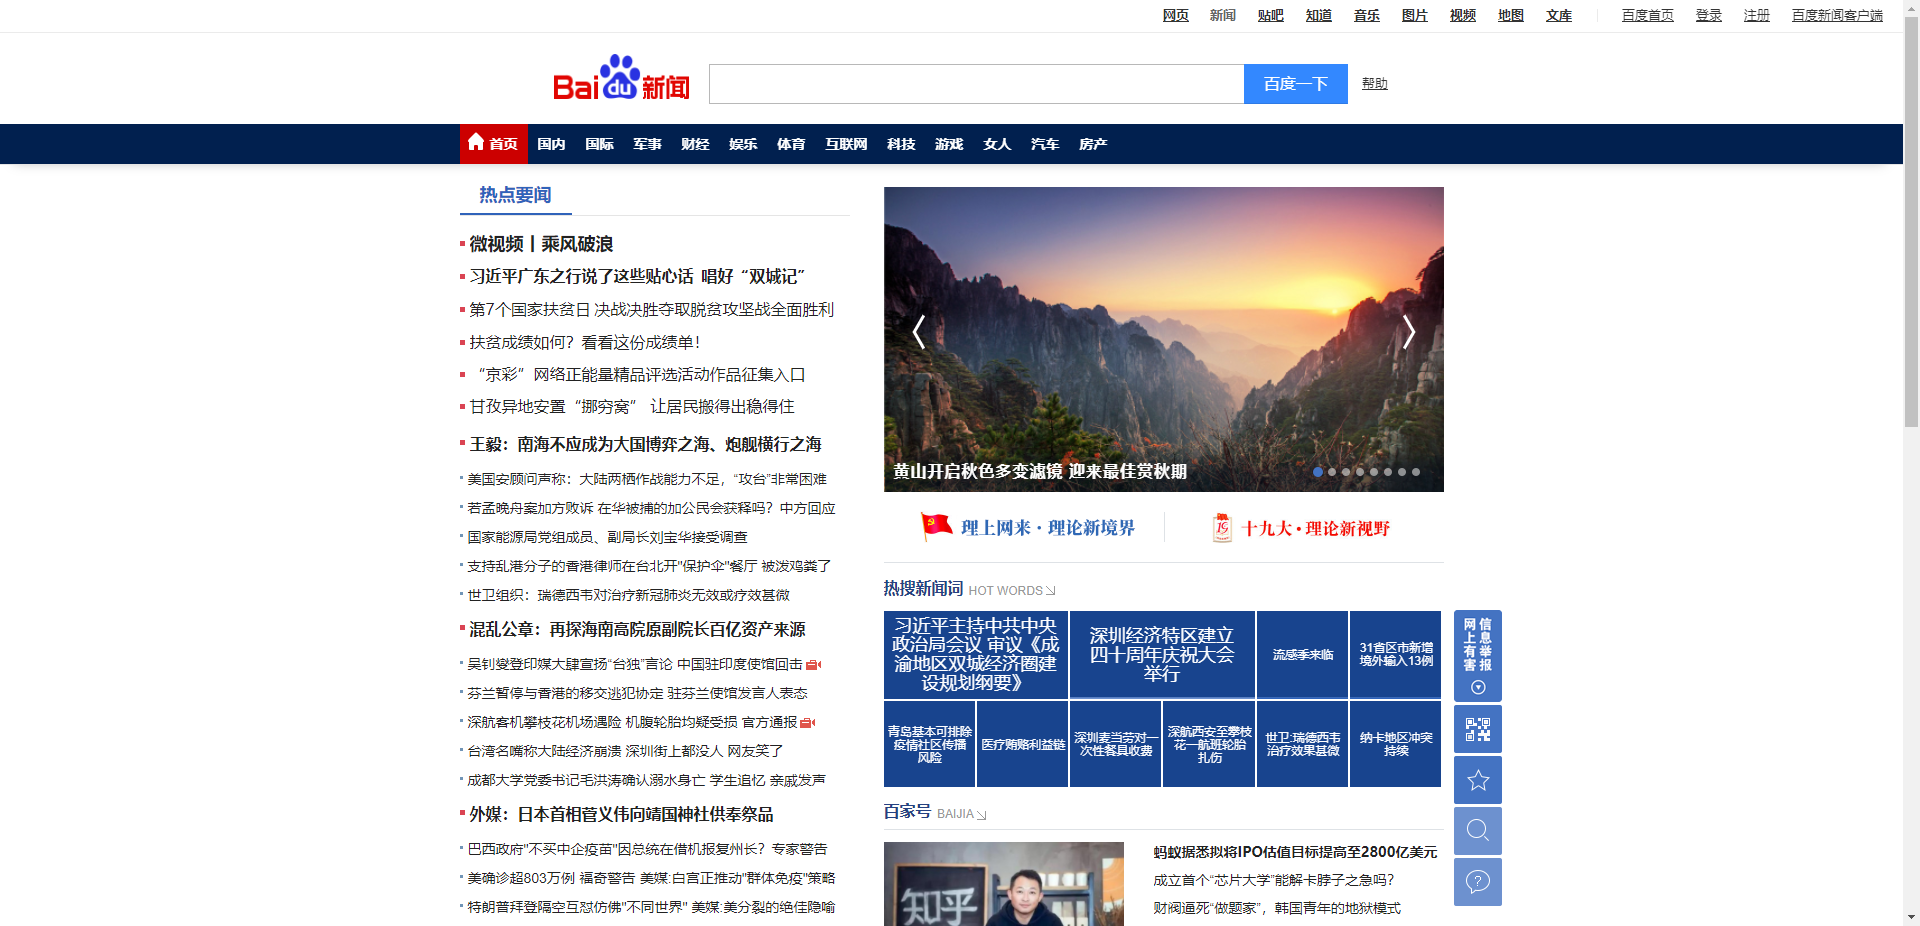 网页 新闻 贴吧 知道 音乐 图片 视频 地图 文库 百度首页 登录 注册 百度新闻客户端
Bai du 新闻 百度一下 帮助
首页 国内 国际 军事 财经 娱乐 体育 互联网 科技 游戏 女人 汽车 房产
热点要闻
微视频丨乘风破浪
习近平广东之行说了这些贴心话 唱好“双城记”
第7个国家扶贫日 决战决胜夺取脱贫攻坚战全面胜利
扶贫成绩如何？看看这份成绩单！
“京彩”网络正能量精品评选活动作品征集入口
甘孜异地安置“挪穷窝” 让居民搬得出稳得住
王毅：南海不应成为大国博弈之海、炮舰横行之海
美国安顾问声称：大陆两栖作战能力不足，“攻台”非常困难
若孟晚舟案加方败诉 在华被捕的加公民会获释吗？中方回应
国家能源局党组成员、副局长刘宝华接受调查
支持乱港分子的香港律师在台北开"保护伞"餐厅 被泼鸡粪了
世卫组织：瑞德西韦对治疗新冠肺炎无效或疗效甚微
混乱公章：再探海南高院原副院长百亿资产来源
吴钊燮登印媒大肆宣扬“台独”言论 中国驻印度使馆回击
芬兰暂停与香港的移交逃犯协定 驻芬兰使馆发言人表态
深航客机攀枝花机场遇险 机腹轮胎均疑受损 官方通报
台湾名嘴称大陆经济崩溃 深圳街上都没人 网友笑了
成都大学党委书记毛洪涛确认溺水身亡 学生追忆 亲戚发声
外媒：日本首相菅义伟向靖国神社供奉祭品
巴西政府"不买中企疫苗"因总统在借机报复州长？专家警告
美确诊超803万例 福奇警告 美媒:白宫正推动"群体免疫"策略
特朗普拜登隔空互怼仿佛"不同世界" 美媒:美分裂的绝佳隐喻
黄山开启秋色多变滤镜 迎来最佳赏秋期
理上网来·理论新境界
19
十九大·理论新视野
热搜新闻词 HOT WORDS
习近平主持中共中央
政治局会议 审议《成
渝地区双城经济圈建
设规划纲要》
深圳经济特区建立
四十周年庆祝大会
举行
流感季来临
31省区市新增
境外输入13例
青岛基本可排除
疫情社区传播
风险
医疗贿赂利益链
深圳麦当劳对一
次性餐具收费
深航西安至攀枝
花一航班轮胎
扎伤
世卫:瑞德西韦
治疗效果甚微
纳卡地区冲突
持续
百家号 BAIJIA
知乎
蚂蚁据悉拟将IPO估值目标提高至2800亿美元
成立首个“芯片大学”能解卡脖子之急吗？
财阀逼死“做题家”，韩国青年的地狱模式
网上有害
信息举报